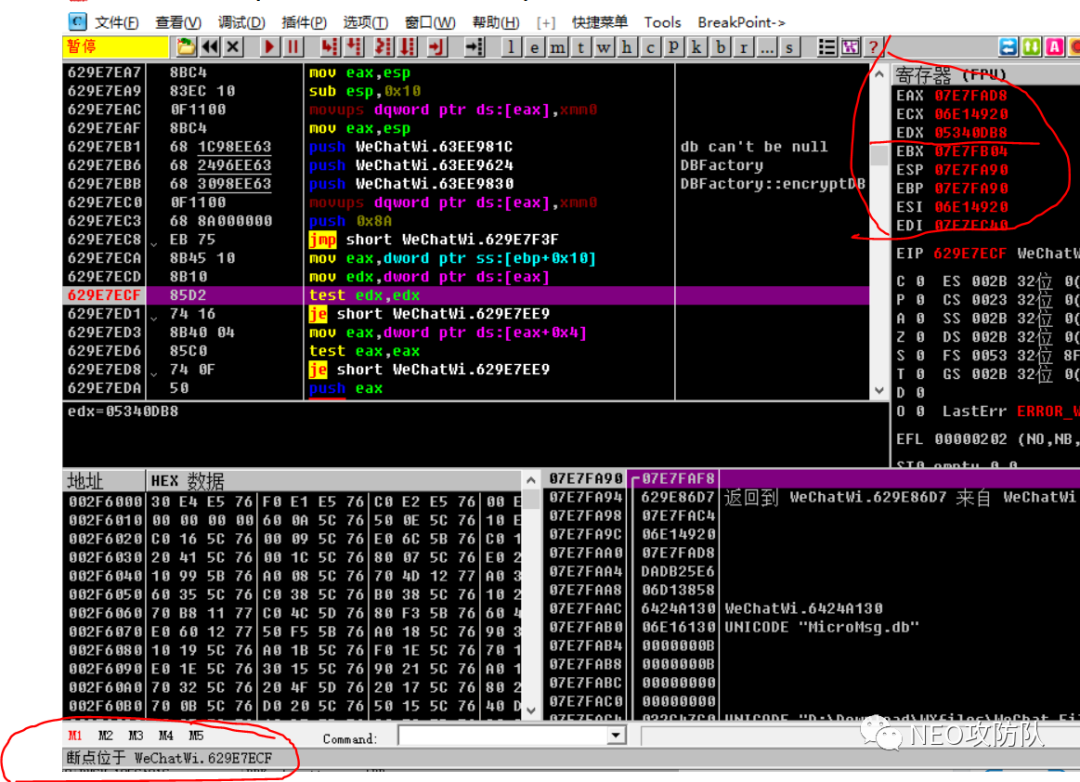 文件(F) 查看(V) 调试(D) 插件(P) 选项(T) 窗口(W) 帮助(H) [+] 快捷菜单 Tools BreakPoint->
暂停 l e m t w h c P k b r ... s ?
629E7EA7 8BC4 mov eax,esp
629E7EA9 83EC 10 sub esp,0x10
629E7EAC 0F1100 movups dqword ptr ds:[eax],xmm0
629E7EAF 8BC4 mov eax,esp
629E7EB1 68 1C98EE63 push WeChatWi.63EE981C db can't be null
629E7EB6 68 2496EE63 push WeChatWi.63EE9624 DBFactory
629E7EBB 68 3098EE63 push WeChatWi.63EE9830 DBFactory::encryptDB
629E7EC0 0F1100 movups dqword ptr ds:[eax],xmm0
629E7EC3 68 8A000000 push 0x8A
629E7EC8 EB 75 jmp short WeChatWi.629E7F3F
629E7ECA 8B45 10 mov eax,dword ptr ss:[ebp+0x10]
629E7ECD 8B10 mov edx,dword ptr ds:[eax]
629E7ECF 85D2 test edx,edx
629E7ED1 74 16 je short WeChatWi.629E7EE9
629E7ED3 8B40 04 mov eax,dword ptr ds:[eax+0x4]
629E7ED6 85C0 test eax,eax
629E7ED8 74 0F je short WeChatWi.629E7EE9
629E7EDA 50 push eax
edx=05340DB8
寄存器 (FPU)
EAX 07E7FAD8
ECX 06E14920
EDX 05340DB8
EBX 07E7FB04
ESP 07E7FA90
EBP 07E7FA90
ESI 06E14920
EDI 07E7EC40
EIP 629E7ECF WeChatW
C 0 ES 002B 32位 0(
P 0 CS 0023 32位 0(
A 0 SS 002B 32位 0(
Z 0 DS 002B 32位 0(
S 0 FS 0053 32位 8F
T 0 GS 002B 32位 0(
D 0
O 0 LastErr ERROR_W
EFL 00000202 (NO,NB,
ST0 empty 0.0
地址 HEX 数据
002F6000 30 E4 E5 76 F0 E1 E5 76 C0 E2 E5 76 00 E
002F6010 00 00 00 00 60 0A 5C 76 50 0E 5C 76 10 E
002F6020 C0 16 5C 76 00 09 5C 76 E0 6C 5B 76 C0 1
002F6030 20 41 5C 76 00 1C 5C 76 80 07 5C 76 E0 2
002F6040 10 99 5B 76 A0 08 5C 76 70 4D 12 77 A0 3
002F6050 60 35 5C 76 C0 38 5C 76 B0 38 5C 76 10 2
002F6060 70 B8 11 77 C0 4C 5D 76 80 F3 5B 76 60 4
002F6070 E0 60 12 77 50 F5 5B 76 A0 18 5C 76 90 3
002F6080 10 19 5C 76 A0 1B 5C 76 F0 1E 5C 76 70 1
002F6090 E0 1E 5C 76 30 15 5C 76 90 21 5C 76 A0 1
002F60A0 70 32 5C 76 20 4F 5D 76 20 17 5C 76 80 2
002F60B0 70 0B 5C 76 D0 20 5C 76 50 15 5C 76 40 D
07E7FA90 07E7FAF8
07E7FA94 629E86D7 返回到 WeChatWi.629E86D7 来自 WeChatWi
07E7FA98 07E7FAC4
07E7FA9C 06E14920
07E7FAA0 07E7FAD8
07E7FAA4 DADB25E6
07E7FAA8 06D13858
07E7FAAC 6424A130 WeChatWi.6424A130
07E7FAB0 06E16130 UNICODE "MicroMsg.db"
07E7FAB4 0000000B
07E7FAB8 0000000B
07E7FABC 00000000
07E7FAC0 00000000
M1 M2 M3 M4 M5 Command:
断点位于 WeChatWi.629E7ECF
NEO攻防队